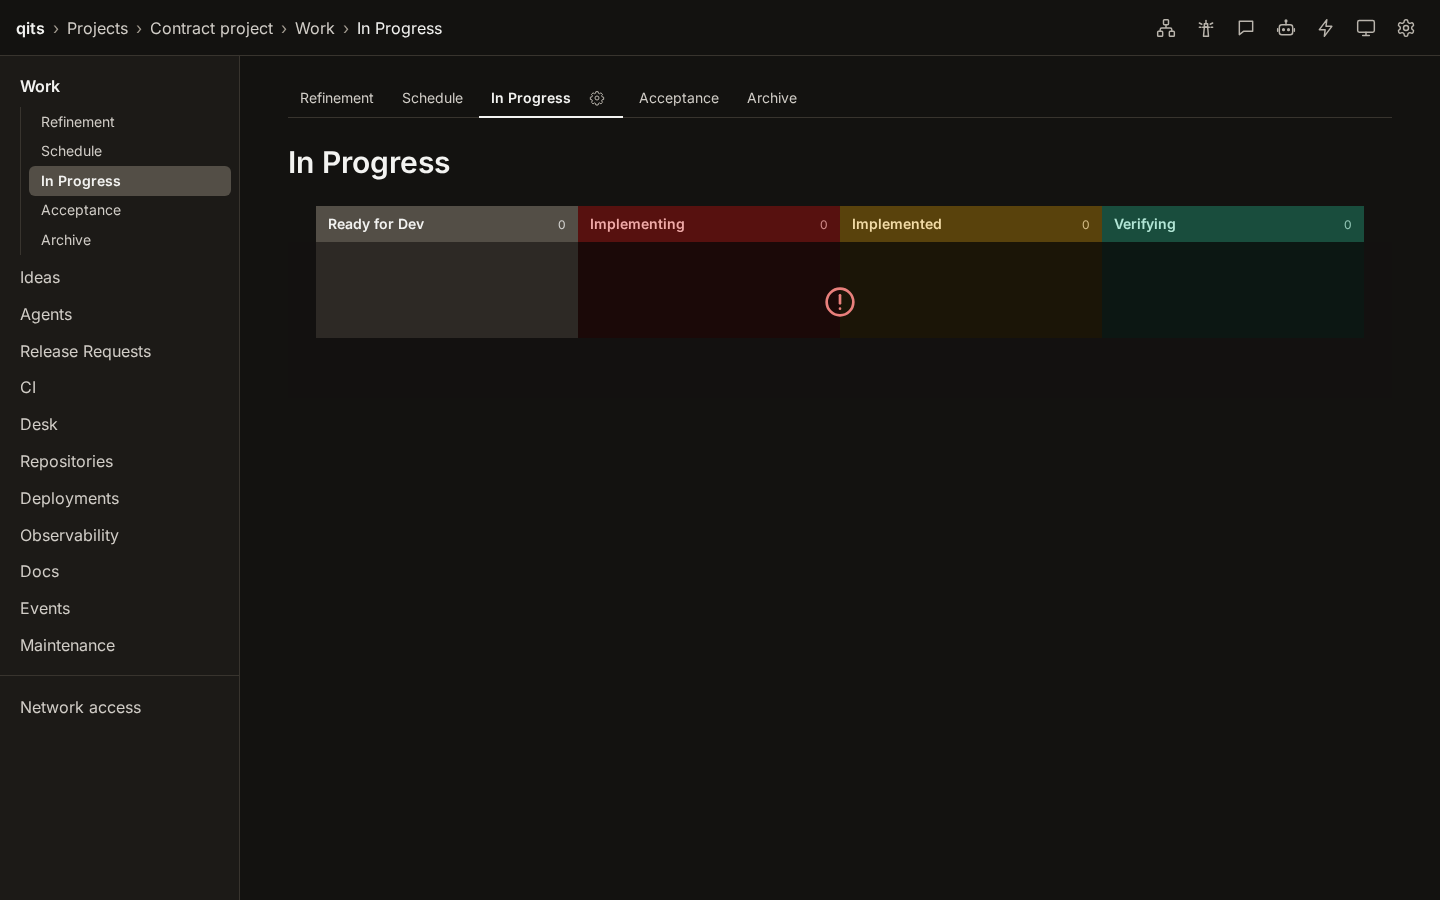 qits › Projects › Contract project › Work › In Progress
Work
Refinement
Schedule
In Progress
Acceptance
Archive
Ideas
Agents
Release Requests
CI
Desk
Repositories
Deployments
Observability
Docs
Events
Maintenance
Network access
Refinement Schedule In Progress Acceptance Archive
In Progress
Ready for Dev 0 Implementing 0 Implemented 0 Verifying 0